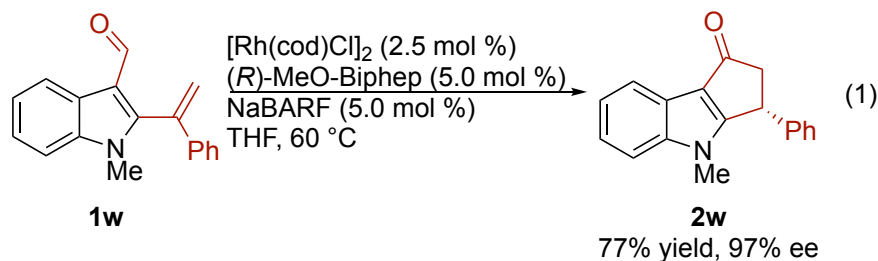 O
N
Me
Ph
1w
[Rh(cod)Cl]2 (2.5 mol %)
(R)-MeO-Biphep (5.0 mol %)
NaBARF (5.0 mol %)
THF, 60 °C
O
N
Me
Ph
2w
77% yield, 97% ee
(1)